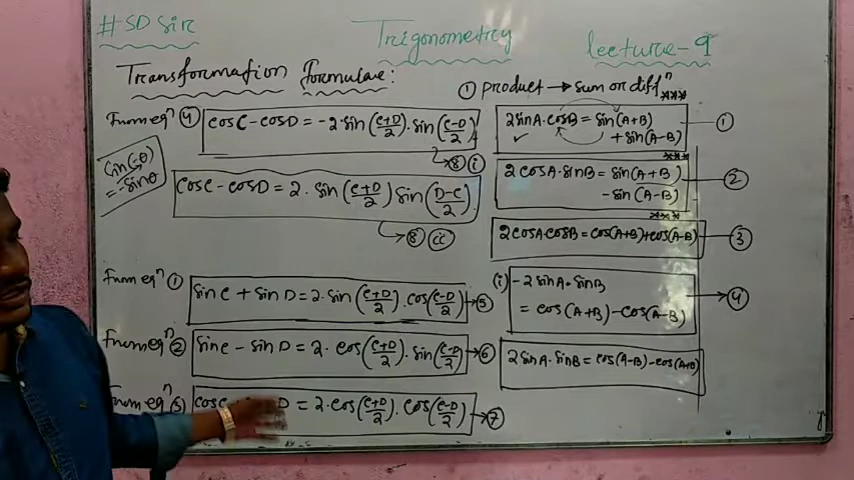 #SD Sir
Trigonometry
lecture-9
Transformation formulae:
① product → sum or diffⁿ
***
From eqⁿ ④
cosC-cosD = -2·sin((C+D)/2)·sin((C-D)/2)
→⑧ⓘ
sin(-θ)
=-sinθ
cosC-cosD = 2·sin((C+D)/2)sin((D-C)/2)
→⑧(ii)
From eqⁿ ①
sinC + sinD = 2·sin((C+D)/2)·cos((C-D)/2) →⑤
From eqⁿ ②
sinC - sinD = 2·cos((C+D)/2)·sin((C-D)/2) →⑥
From eqⁿ ③
cosC D = 2·cos((C+D)/2)·cos((C-D)/2) →⑦
2sinA·cosB = sin(A+B)
+ sin(A-B)
①
***
2cosA·sinB = sin(A+B)
-sin(A-B)
②
***
2cosA·cosB = cos(A+B)+cos(A-B)
③
(i) -2 sinA·sinB
= cos(A+B)-cos(A-B)
→④
2sinA·sinB = cos(A-B)-cos(A+B)